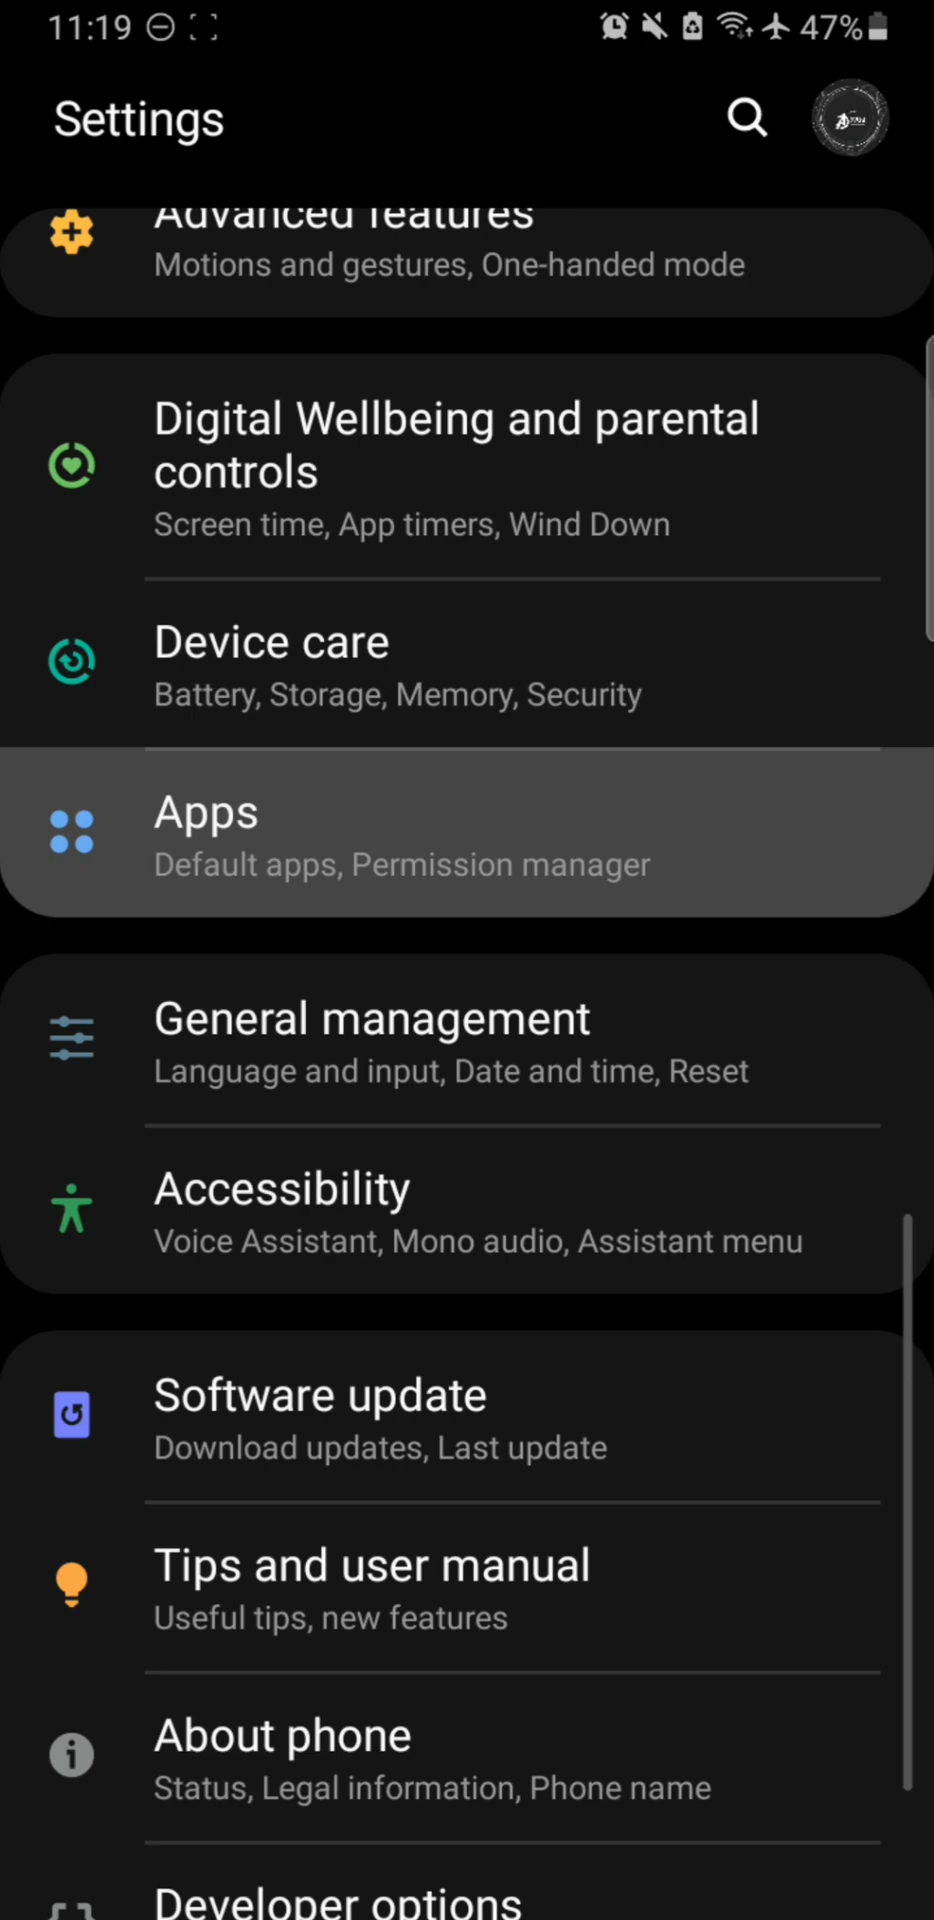 11:19
47%
Settings
Advanced features
Motions and gestures, One-handed mode
Digital Wellbeing and parental
controls
Screen time, App timers, Wind Down
Device care
Battery, Storage, Memory, Security
Apps
Default apps, Permission manager
General management
Language and input, Date and time, Reset
Accessibility
Voice Assistant, Mono audio, Assistant menu
Software update
Download updates, Last update
Tips and user manual
Useful tips, new features
About phone
Status, Legal information, Phone name
Developer options